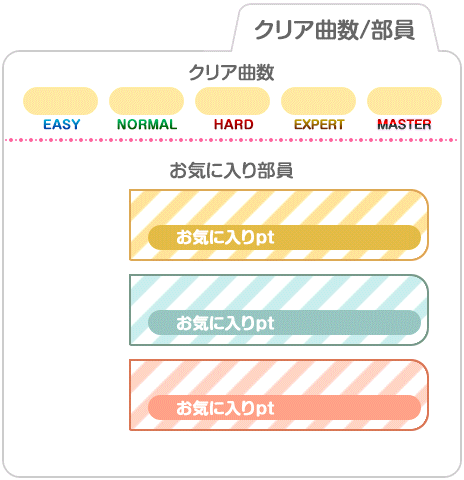 クリア曲数/部員
クリア曲数
EASY NORMAL HARD EXPERT MASTER
お気に入り部員
お気に入りpt
お気に入りpt
お気に入りpt